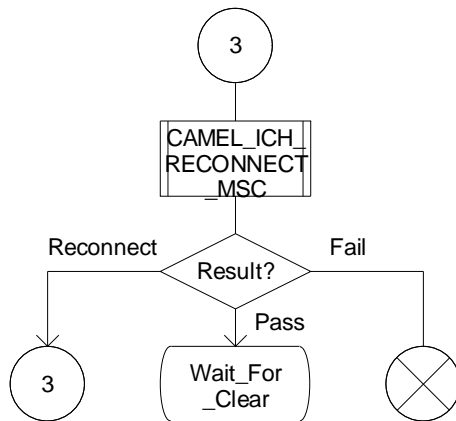 3
CAMEL_ICH_
RECONNECT
_MSC
Reconnect
Result?
Fail
Pass
3
Wait_For
_Clear